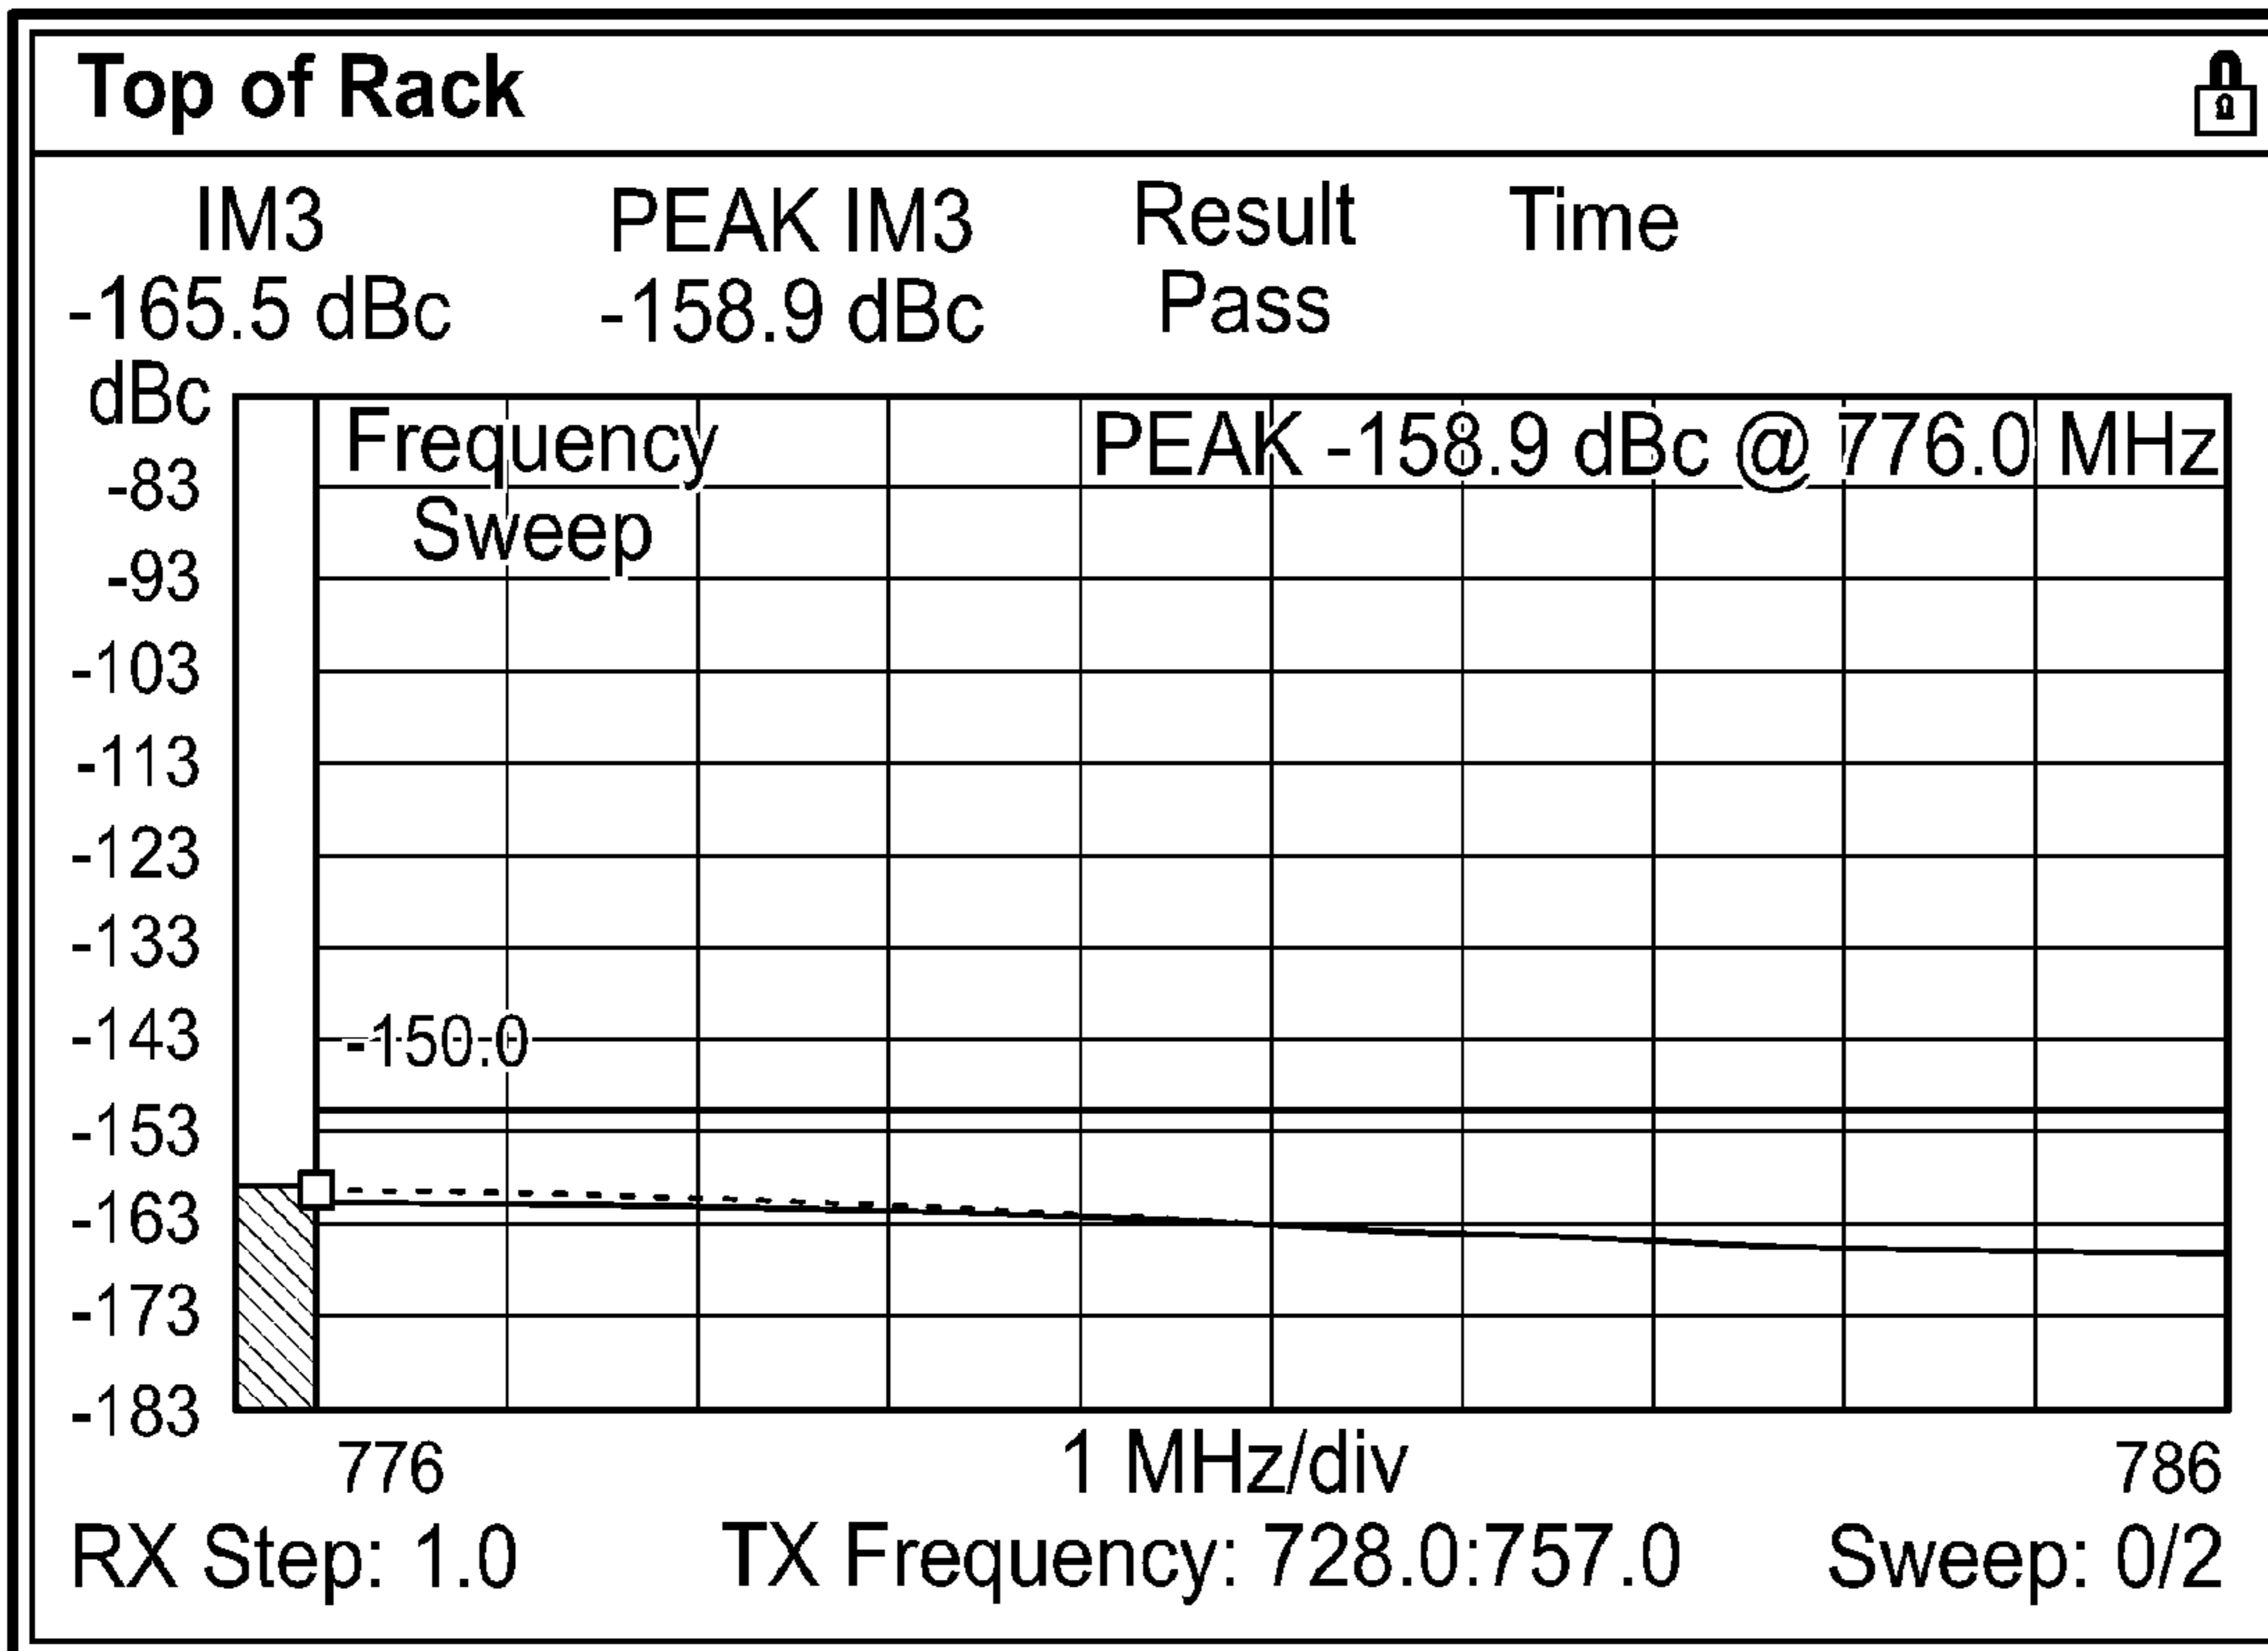 Top of Rack
IM3 PEAK IM3 Result Time
-165.5 dBc -158.9 dBc Pass
dBc
Frequency PEAK -158.9 dBc @ 776.0 MHz
-83
Sweep
-93
-103
-113
-123
-133
-143 -150.0
-153
-163
-173
-183
776 1 MHz/div 786
RX Step: 1.0 TX Frequency: 728.0:757.0 Sweep: 0/2